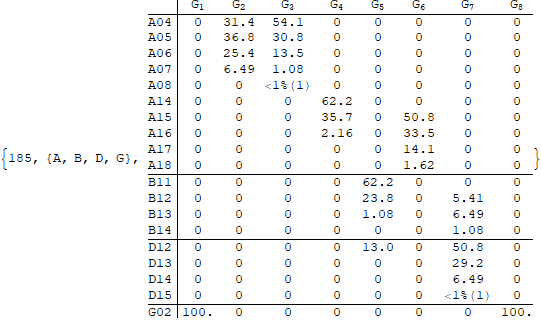 G₁ G₂ G₃ G₄ G₅ G₆ G₇ G₈
A04 0 31.4 54.1 0 0 0 0 0
A05 0 36.8 30.8 0 0 0 0 0
A06 0 25.4 13.5 0 0 0 0 0
A07 0 6.49 1.08 0 0 0 0 0
A08 0 0 <1%(1) 0 0 0 0 0
A14 0 0 0 62.2 0 0 0 0
A15 0 0 0 35.7 0 50.8 0 0
A16 0 0 0 2.16 0 33.5 0 0
{185, {A, B, D, G}, A17 0 0 0 0 0 14.1 0 0 }
A18 0 0 0 0 0 1.62 0 0
B11 0 0 0 0 62.2 0 0 0
B12 0 0 0 0 23.8 0 5.41 0
B13 0 0 0 0 1.08 0 6.49 0
B14 0 0 0 0 0 0 1.08 0
D12 0 0 0 0 13.0 0 50.8 0
D13 0 0 0 0 0 0 29.2 0
D14 0 0 0 0 0 0 6.49 0
D15 0 0 0 0 0 0 <1%(1) 0
G02 100. 0 0 0 0 0 0 100.